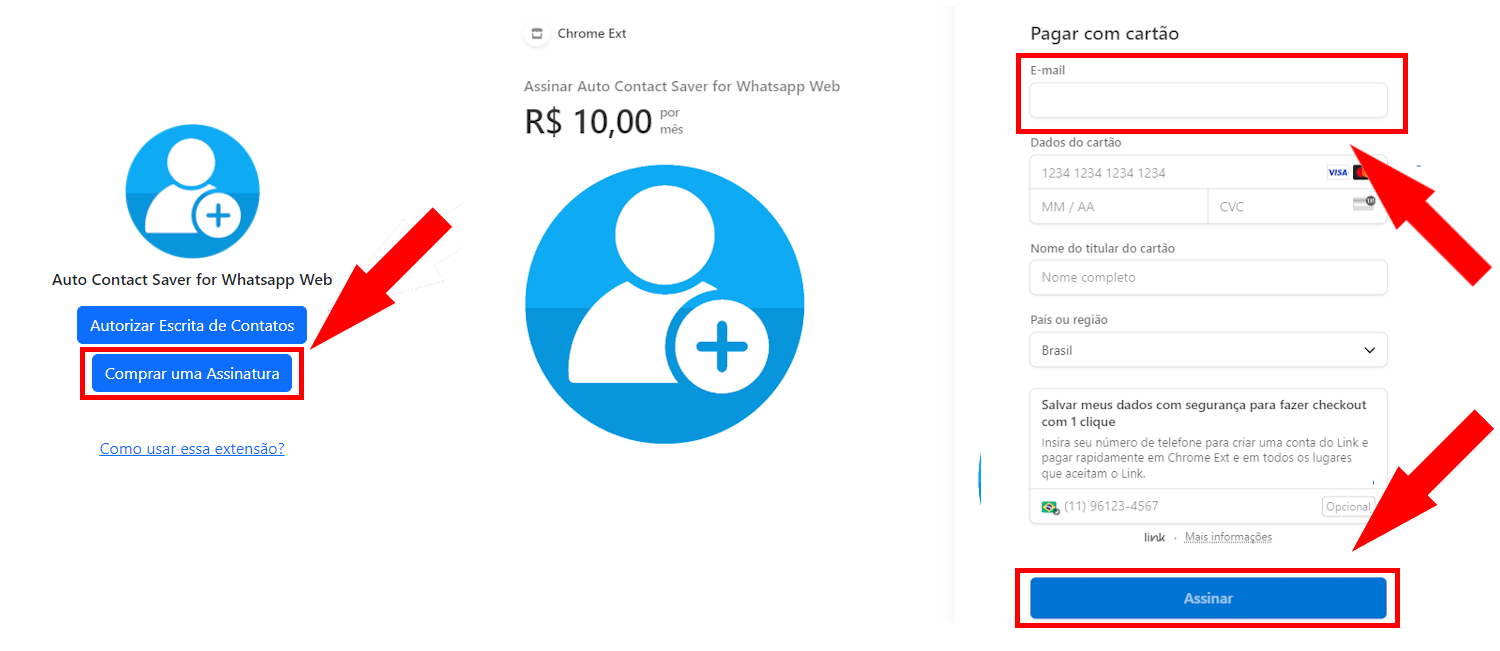 Auto Contact Saver for Whatsapp Web
Autorizar Escrita de Contatos
Comprar uma Assinatura
Como usar essa extensão?
Chrome Ext
Assinar Auto Contact Saver for Whatsapp Web
R$ 10,00 por
mês
Pagar com cartão
E-mail
Dados do cartão
1234 1234 1234 1234
VISA
MM / AA
CVC
Nome do titular do cartão
Nome completo
País ou região
Brasil
Salvar meus dados com segurança para fazer checkout
com 1 clique
Insira seu número de telefone para criar uma conta do Link e
pagar rapidamente em Chrome Ext e em todos os lugares
que aceitam o Link.
(11) 96123-4567
Opcional
link · Mais informações
Assinar